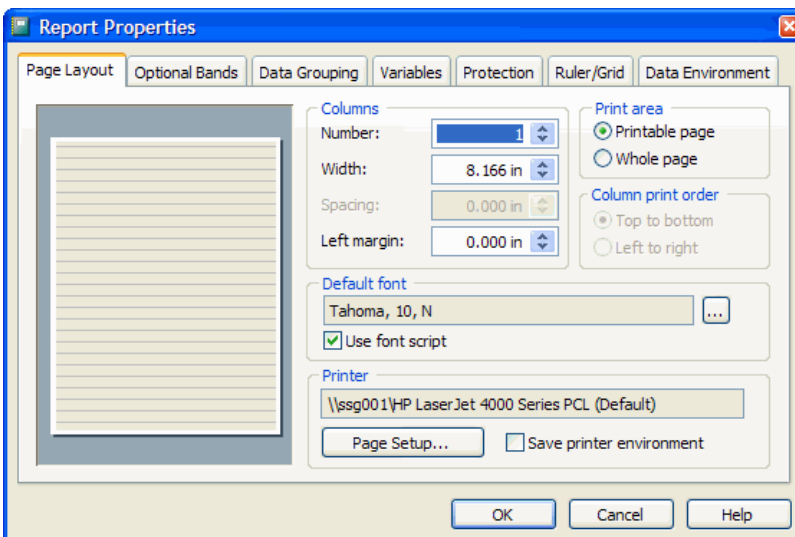 Report Properties
Page Layout Optional Bands Data Grouping Variables Protection Ruler/Grid Data Environment
Columns
Number: 1
Width: 8.166 in
Spacing: 0.000 in
Left margin: 0.000 in
Print area
Printable page
Whole page
Column print order
Top to bottom
Left to right
Default font
Tahoma, 10, N
...
Use font script
Printer
\\ssg001\HP LaserJet 4000 Series PCL (Default)
Page Setup... Save printer environment
OK Cancel Help